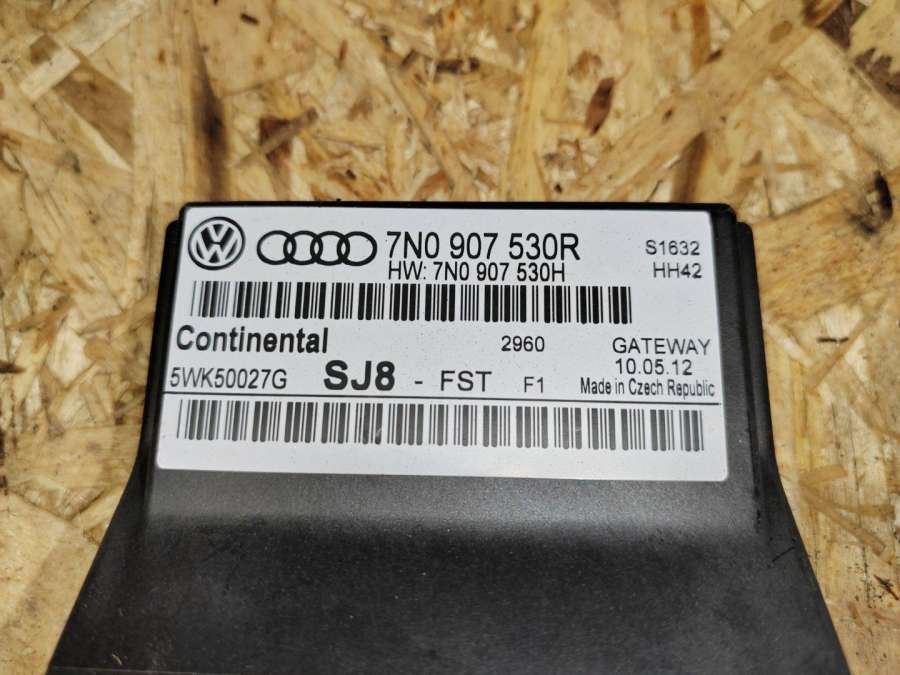 7N0 907 530R
HW: 7N0 907 530H
S1632
HH42
Continental
2960
GATEWAY
10.05.12
5WK50027G SJ8 - FST F1
Made in Czech Republic